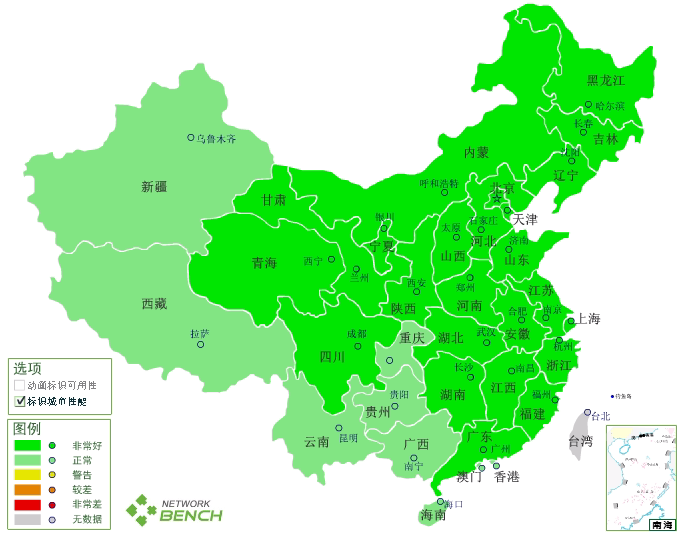 黑龙江
哈尔滨
长春
吉林
沈阳
辽宁
内蒙
呼和浩特
北京
天津
乌鲁木齐
新疆
甘肃
银川
宁夏
太原
石家庄
河北
济南
山东
山西
青海
西宁
兰州
西安
陕西
郑州
河南
江苏
南京
合肥
安徽
上海
杭州
浙江
西藏
拉萨
成都
四川
重庆
湖北
武汉
长沙
湖南
南昌
江西
福州
福建
贵阳
贵州
云南
昆明
广西
南宁
广东
广州
澳门
香港
海口
海南
钓鱼岛
台北
台湾
南海
选项
动画标识可用性
标识城市性能
图例
非常好
正常
警告
较差
非常差
无数据
NETWORK
BENCH